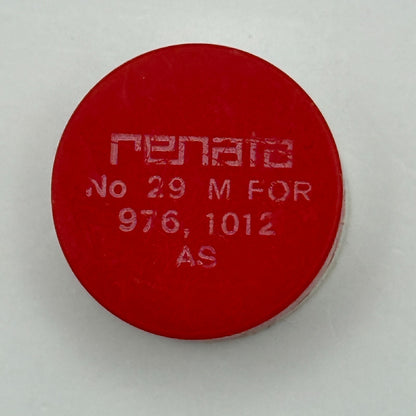 renata
No 29 M FOR
976, 1012
AS